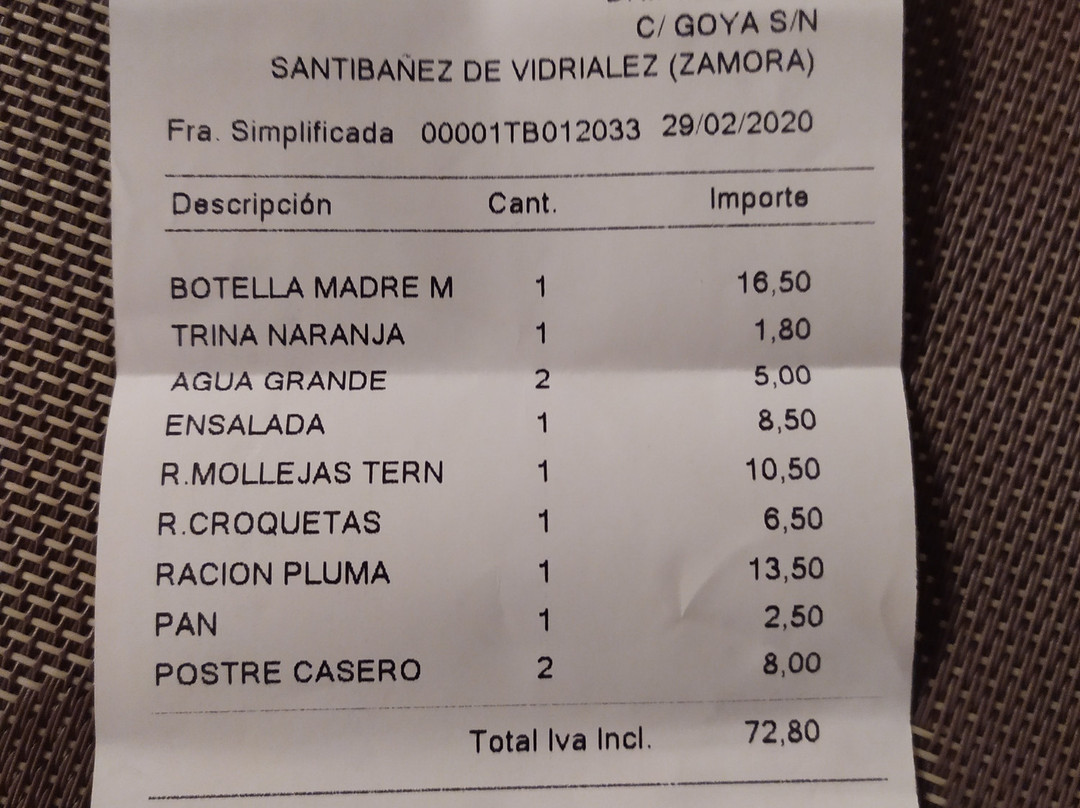 C/ GOYA S/N
SANTIBAÑEZ DE VIDRIALEZ (ZAMORA)
Fra. Simplificada 00001TB012033 29/02/2020
Descripción Cant. Importe
BOTELLA MADRE M 1 16,50
TRINA NARANJA 1 1,80
AGUA GRANDE 2 5,00
ENSALADA 1 8,50
R.MOLLEJAS TERN 1 10,50
R.CROQUETAS 1 6,50
RACION PLUMA 1 13,50
PAN 1 2,50
POSTRE CASERO 2 8,00
Total Iva Incl. 72,80